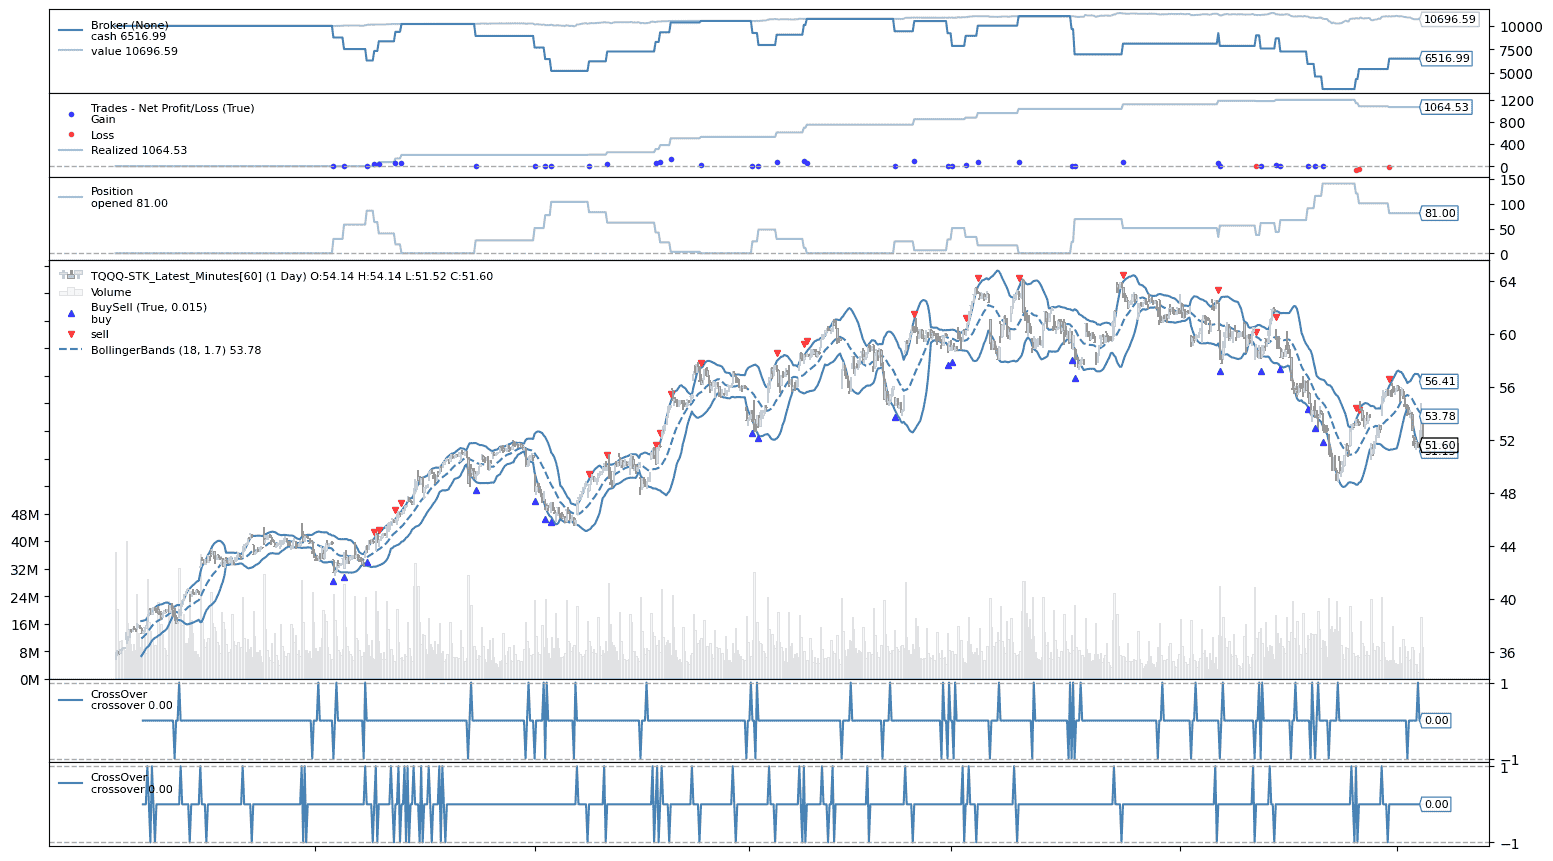 Broker (None)
cash 6516.99
value 10696.59
10696.59
10000
7500
6516.99
5000
Trades - Net Profit/Loss (True)
Gain
Loss
Realized 1064.53
1200
1064.53
800
400
0
Position
opened 81.00
150
100
81.00
50
0
TQQQ-STK_Latest_Minutes[60] (1 Day) O:54.14 H:54.14 L:51.52 C:51.60
Volume
BuySell (True, 0.015)
buy
sell
BollingerBands (18, 1.7) 53.78
64
60
56
56.41
53.78
52
51.60
48
44
40
36
48M
40M
32M
24M
16M
8M
0M
CrossOver
crossover 0.00
1
0.00
−1
CrossOver
crossover 0.00
1
0.00
−1